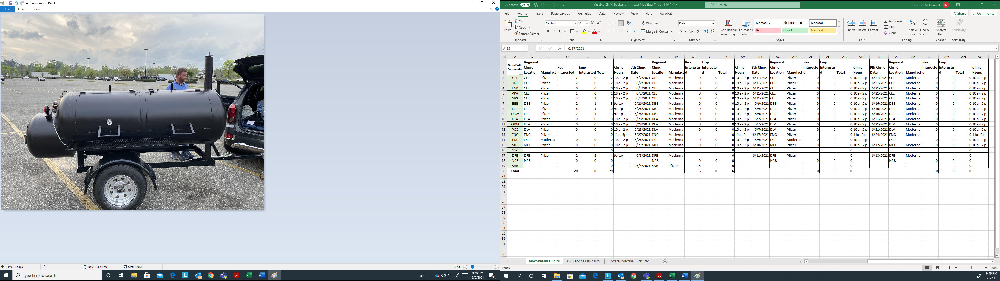 unnamed - Paint
File Home View
1449, 2453px 4032 × 3024px Size: 1.9MB 25%
Type here to search
6:40 PM
6/2/2021
20
AutoSave On Vaccine Clinic Tracker - Last Modified: Thu at 4:46 PM Search Jennifer McConnell JM
File Home Insert Page Layout Formulas Data Review View Help Acrobat Share Comments
Paste Cut Copy Format Painter Clipboard
Calibri 11 B I U Font
Wrap Text Merge & Center Alignment
Date $ % Number
Conditional Formatting Format as Table Normal 2 Normal_ac... Normal Bad Good Neutral Styles
Insert Delete Format Cells
AutoSum Fill Clear Sort & Filter Find & Select Editing
Analyze Data Analysis Sensitivity Sensitivity
AI15 fx 6/17/2021
A O P Q R S T U V W X Y Z AA AB AC AD AE AF AG AH AI AJ AK AL AM AN AO
1 Grand Villa Community Regional Clinic Location Manufact Res Interested Emp Interested Total Clinic Hours 7th Clinic Date Regional Clinic Location Manufact Res Interested Emp Interested Total Clinic Hours 8th Clinic Date Regional Clinic Location Manufact Res Interested Emp Interested Total Clinic Hours 9th Clinic Date Regional Clinic Location Manufact Res Interested Emp Interested Total Clinic Hours
2 CLE CLE Pfizer 2 0 2 10 a - 2 p 6/2/2021 CLE Moderna 0 0 0 10 a - 2 p 6/11/2021 CLE Pfizer 0 0 0 10 a - 2 p 6/21/2021 CLE Moderna 0 0 0 10 a - 2 p
3 DNE CLE Pfizer 2 0 2 10 a - 2 p 6/2/2021 CLE Moderna 0 0 0 10 a - 2 p 6/11/2021 CLE Pfizer 0 0 0 10 a - 2 p 6/21/2021 CLE Moderna 0 0 0 10 a - 2 p
4 LAR CLE Pfizer 0 0 0 10 a - 2 p 6/2/2021 CLE Moderna 0 0 0 10 a - 2 p 6/11/2021 CLE Pfizer 0 0 0 10 a - 2 p 6/21/2021 CLE Moderna 0 0 0 10 a - 2 p
5 PPA CLE Pfizer 1 0 1 10 a - 2 p 6/2/2021 CLE Moderna 0 0 0 10 a - 2 p 6/11/2021 CLE Pfizer 0 0 0 10 a - 2 p 6/21/2021 CLE Moderna 0 0 0 10 a - 2 p
6 SPS CLE Pfizer 3 1 4 10 a - 2 p 6/2/2021 CLE Moderna 0 0 0 10 a - 2 p 6/11/2021 CLE Pfizer 0 0 0 10 a - 2 p 6/21/2021 CLE Moderna 0 0 0 10 a - 2 p
7 BBE DBE Pfizer 2 1 3 9a-1p 5/26/2021 DBE Moderna 0 0 0 10 a - 2 p 6/9/2021 DBE Pfizer 0 0 0 10 a - 2 p 6/16/2021 DBE Moderna 0 0 0 10 a - 2 p
8 DBE DBE Pfizer 6 4 10 9a-1p 5/26/2021 DBE Moderna 0 0 0 10 a - 2 p 6/9/2021 DBE Pfizer 0 0 0 10 a - 2 p 6/16/2021 DBE Moderna 0 0 0 10 a - 2 p
9 DBW DBE Pfizer 2 1 3 9a-1p 5/26/2021 DBE Moderna 0 0 0 10 a - 2 p 6/9/2021 DBE Pfizer 0 0 0 10 a - 2 p 6/16/2021 DBE Moderna 0 0 0 10 a - 2 p
10 DLA DLA Pfizer 0 0 0 10 a - 2 p 5/28/2021 DLA Moderna 0 0 0 10 a - 2 p 6/7/2021 DLA Pfizer 0 0 0 10 a - 2 p 6/21/2021 DLA Moderna 0 0 0 10 a - 2 p
11 ORM DLA Pfizer 0 0 0 10 a - 2 p 5/28/2021 DLA Moderna 0 0 0 10 a - 2 p 6/7/2021 DLA Pfizer 0 0 0 10 a - 2 p 6/21/2021 DLA Moderna 0 0 0 10 a - 2 p
12 PCO DLA Pfizer 0 0 0 10 a - 2 p 5/28/2021 DLA Moderna 0 0 0 10 a - 2 p 6/7/2021 DLA Pfizer 0 0 0 10 a - 2 p 6/21/2021 DLA Moderna 0 0 0 10 a - 2 p
13 ENG ENG Pfizer 0 11a - 3p 5/27/2021 ENG Moderna 0 11a - 3p 6/17/2021 ENG Pfizer 0 11a - 3p 6/24/2021 ENG Moderna 0 11a - 3p
14 LKE LKE Moderna 0 0 0 10 a - 2 p 5/26/2021 LKE Moderna 0 0 0 10 a - 2 p 6/9/2021 LKE Moderna 0 0 0 10 a - 2 p LKE 0 0 0 10 a - 2 p
15 MEL MEL Pfizer 0 0 0 10 a - 2 p 5/27/2021 MEL Moderna 0 0 0 10 a - 2 p 6/10/2021 MEL Pfizer 0 0 0 10 a - 2 p 6/17/2021 MEL Moderna 0 0 0 10 a - 2 p
16 ASP 0 0 0 0
17 DFB DFB Pfizer 2 2 4 9a-1p 6/8/2021 DFB Moderna 0 6/11/2021 DFB Pfizer 0 6/18/2021 DFB Moderna 0
18 NPR NPR 0 0 0 NPR 0 0 0 NPR 0 0 0 NPR 0 0 0
19 SAR 0 6/4/2021 SAR Pfizer 6 6 0 0
20 Total 20 0 29 6 0 6 0 0 0 0 0 0
21
22
23
24
25
26
27
28
29
30
31
32
33
34
35
36
NovoPharm Clinics GV Vaccine Clinic Info FoxTrail Vaccine Clinic Info
Ready 100%
6:40 PM
6/2/2021